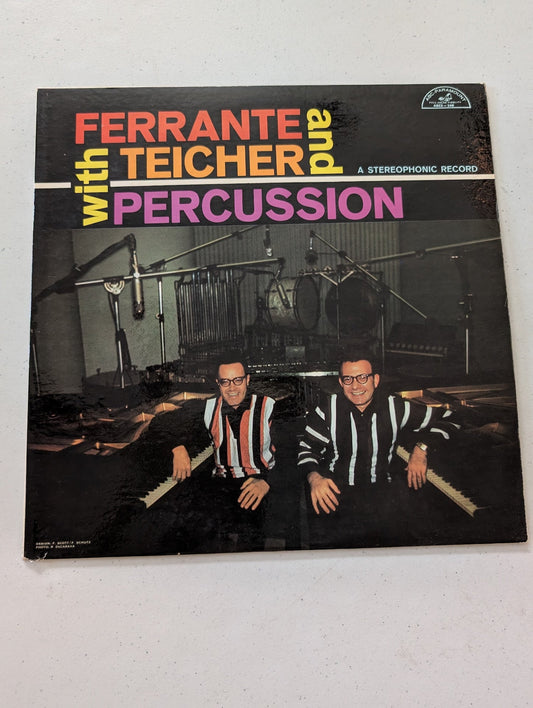 FERRANTE
and
TEICHER
with
PERCUSSION
A STEREOPHONIC RECORD
ABC-PARAMOUNT